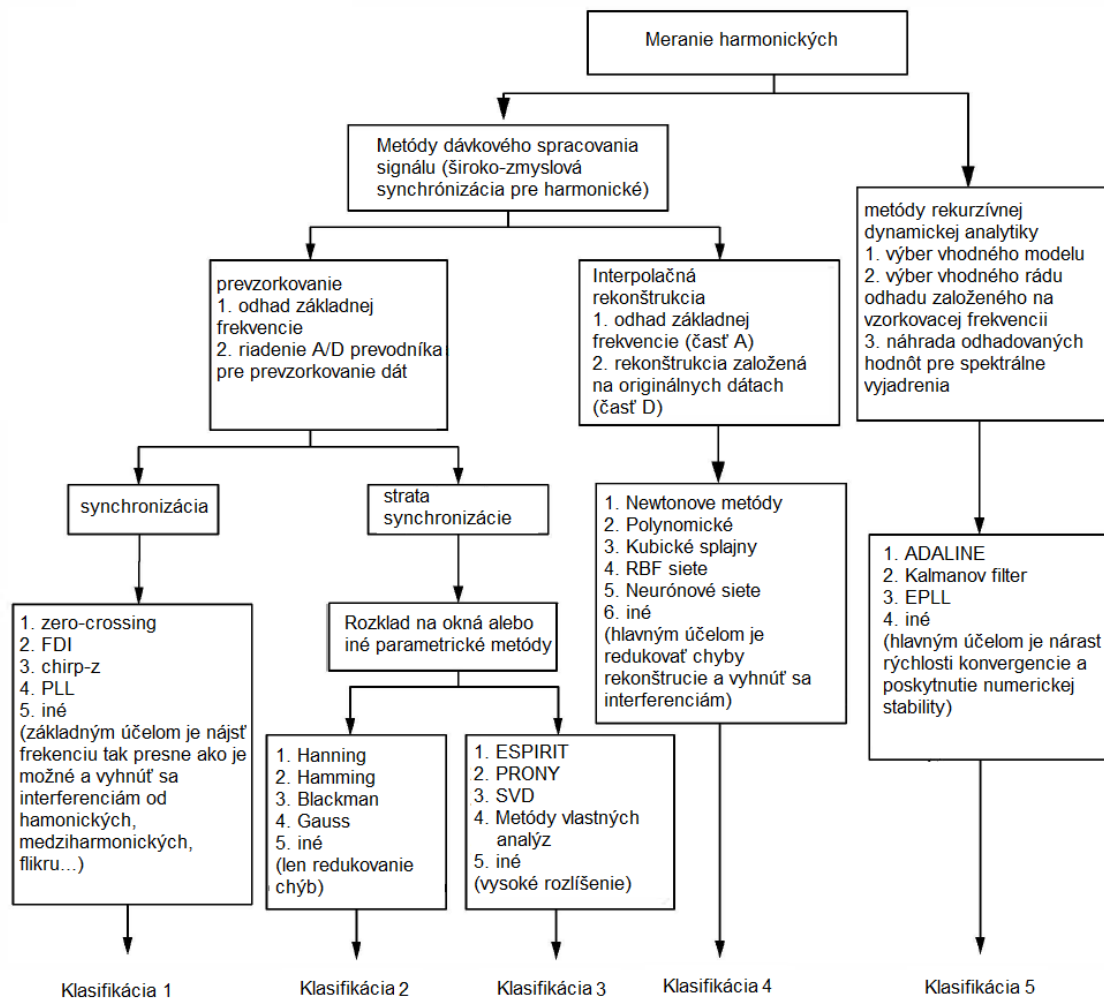 Meranie harmonických
Metódy dávkového spracovania
signálu (široko-zmyslová
synchrónizácia pre harmonické)
metódy rekurzívnej
dynamickej analytiky
1. výber vhodného modelu
2. výber vhodného rádu
odhadu založeného na
vzorkovacej frekvencii
3. náhrada odhadovaných
hodnôt pre spektrálne
vyjadrenia
prevzorkovanie
1. odhad základnej
frekvencie
2. riadenie A/D prevodníka
pre prevzorkovanie dát
Interpolačná
rekonštrukcia
1. odhad základnej
frekvencie (časť A)
2. rekonštrukcia založená
na originálnych dátach
(časť D)
synchronizácia
strata
synchronizácie
1. Newtonove metódy
2. Polynomické
3. Kubické splajny
4. RBF siete
5. Neurónové siete
6. iné
(hlavným účelom je
redukovať chyby
rekonštrucie a vyhnúť sa
interferenciám)
1. ADALINE
2. Kalmanov filter
3. EPLL
4. iné
(hlavným účelom je nárast
rýchlosti konvergencie a
poskytnutie numerickej
stability)
1. zero-crossing
2. FDI
3. chirp-z
4. PLL
5. iné
(základným účelom je nájsť
frekenciu tak presne ako je
možné a vyhnúť sa
interferenciám od
hamonických,
medziharmonických,
flikru...)
Rozklad na okná alebo
iné parametrické metódy
1. Hanning
2. Hamming
3. Blackman
4. Gauss
5. iné
(len redukovanie
chýb)
1. ESPIRIT
2. PRONY
3. SVD
4. Metódy vlastných
analýz
5. iné
(vysoké rozlíšenie)
Klasifikácia 1
Klasifikácia 2
Klasifikácia 3
Klasifikácia 4
Klasifikácia 5